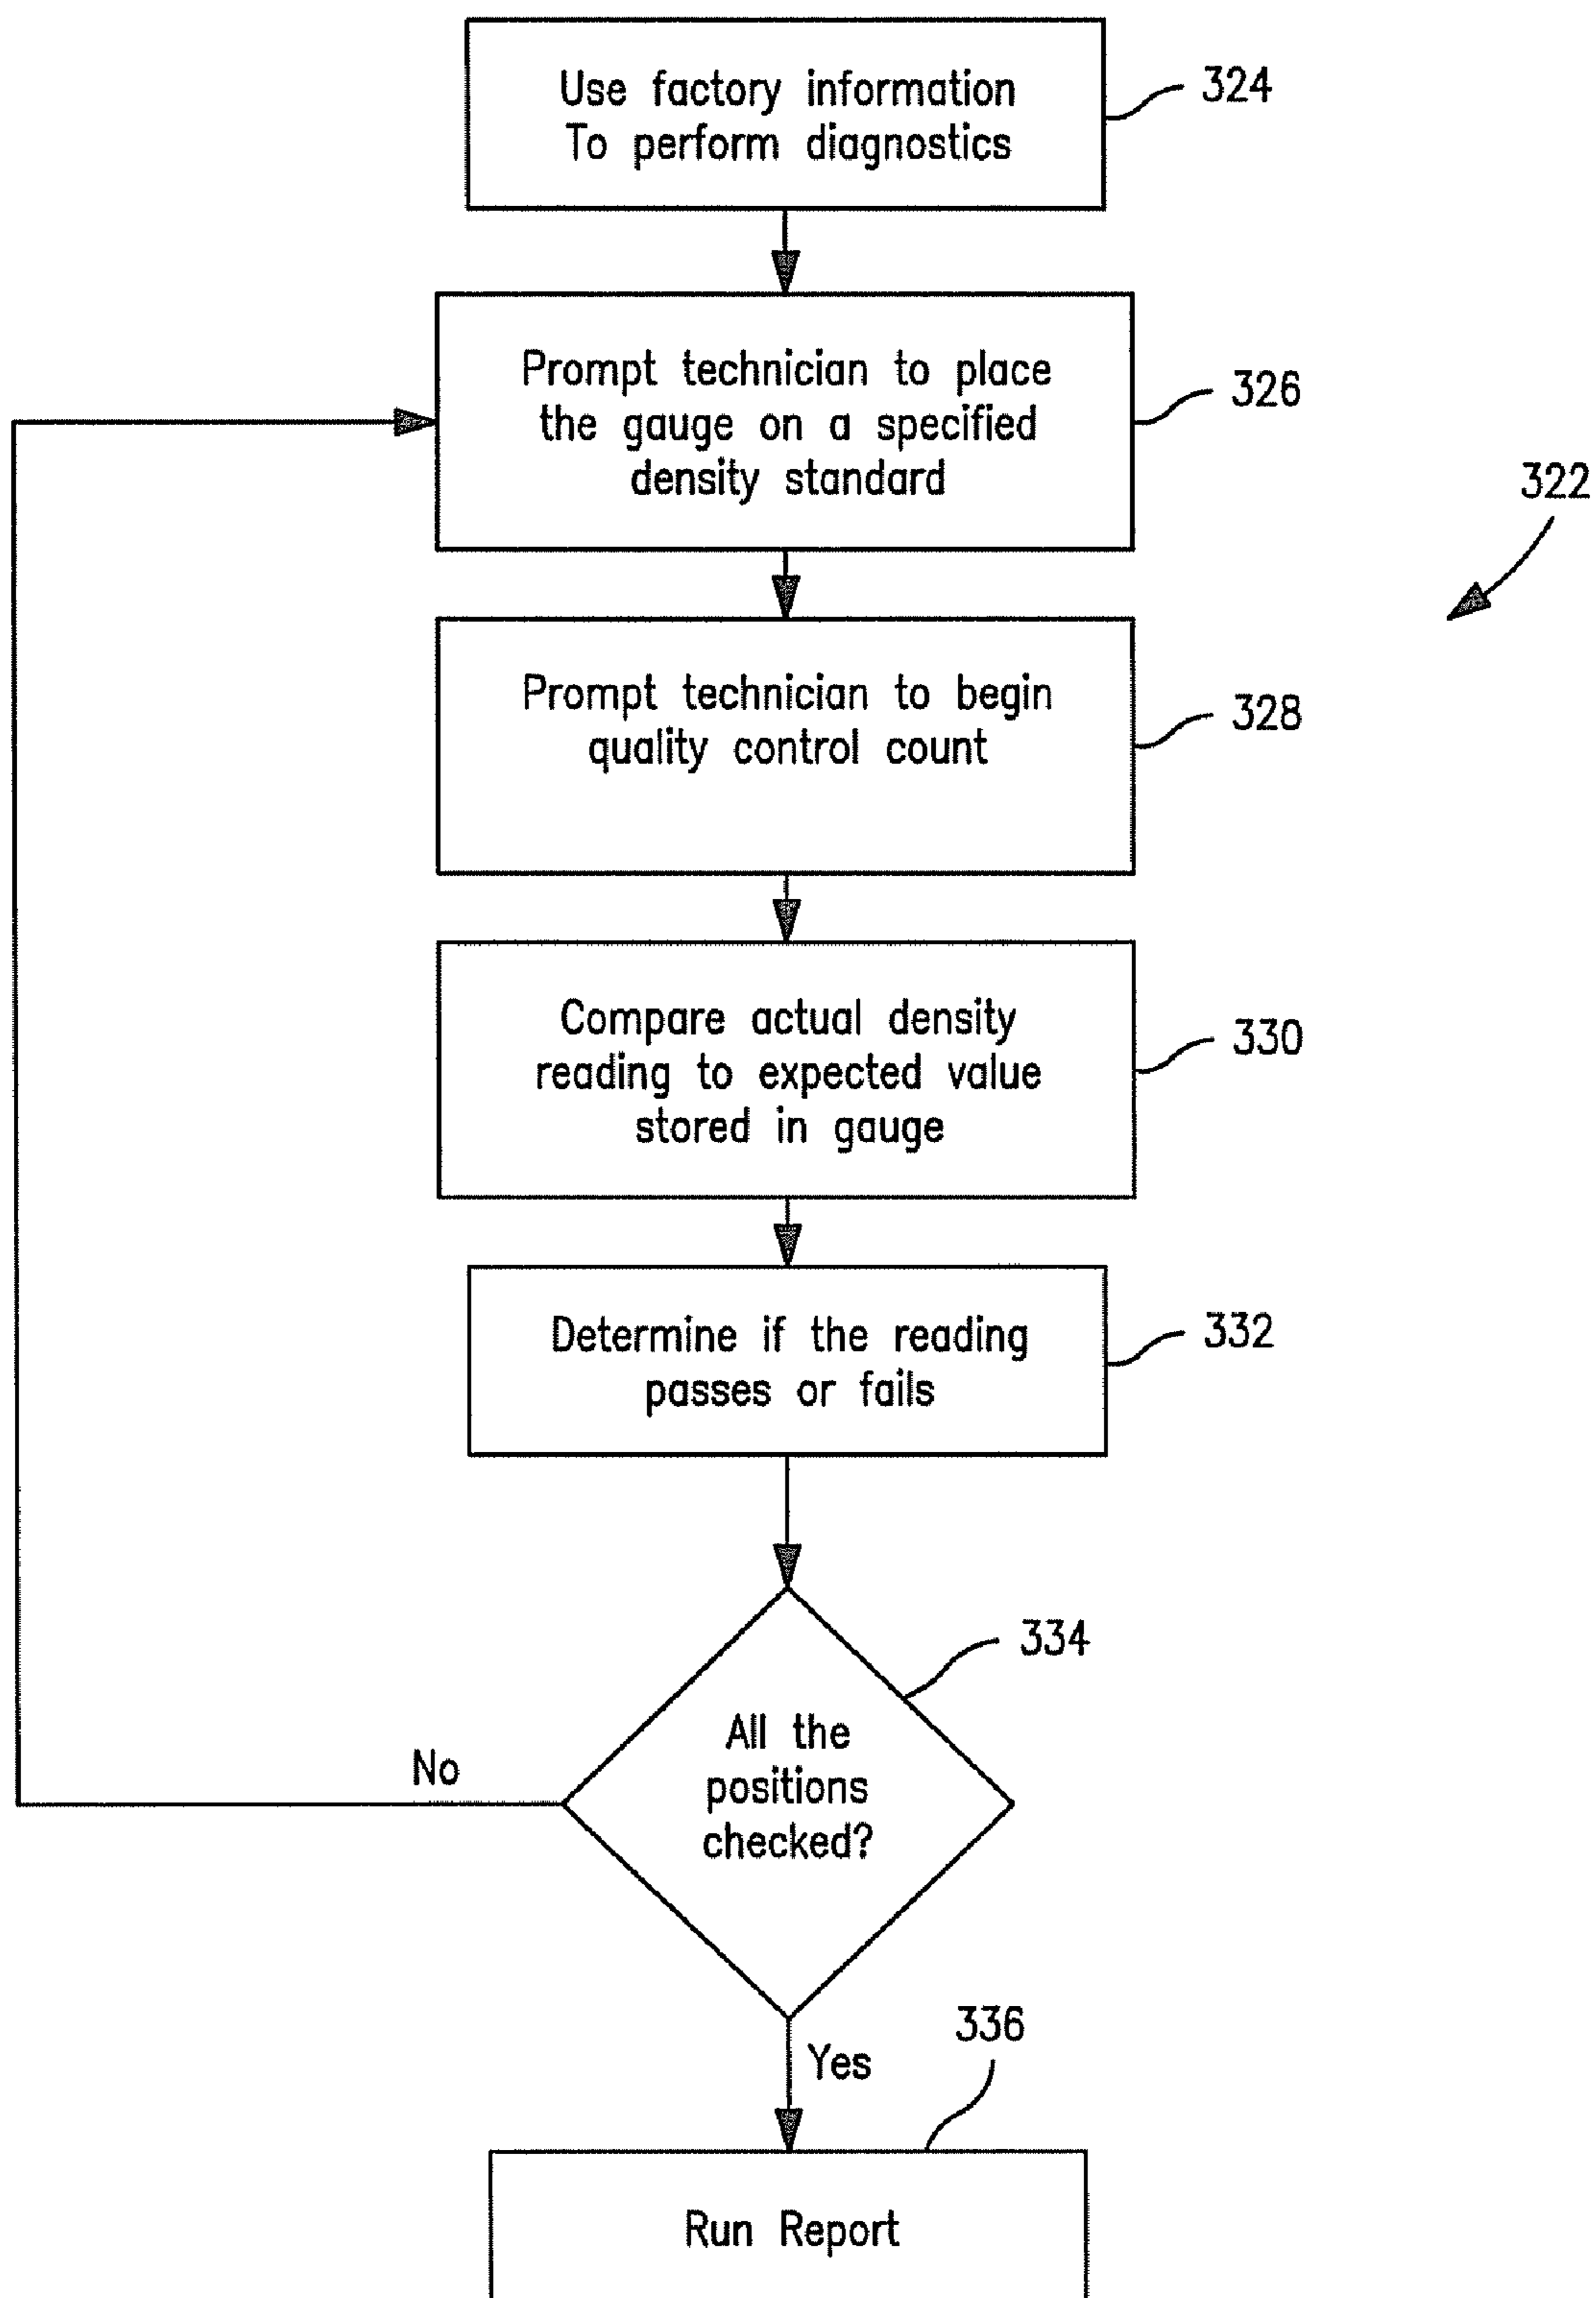 Use factory information
To perform diagnostics
324
Prompt technician to place
the gauge on a specified
density standard
326
322
Prompt technician to begin
quality control count
328
Compare actual density
reading to expected value
stored in gauge
330
Determine if the reading
passes or fails
332
334
All the
positions
checked?
No
Yes
336
Run Report